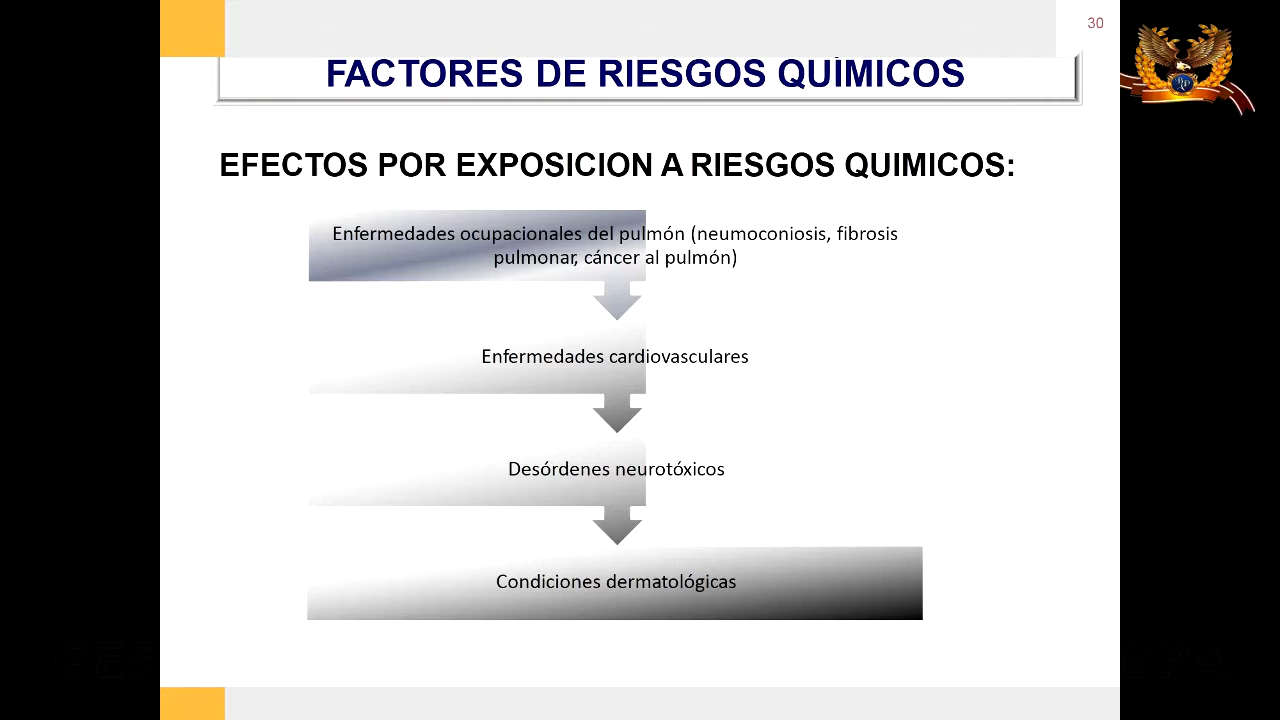 30
FACTORES DE RIESGOS QUÍMICOS
EFECTOS POR EXPOSICION A RIESGOS QUIMICOS:
Enfermedades ocupacionales del pulmón (neumoconiosis, fibrosis
pulmonar, cáncer al pulmón)
Enfermedades cardiovasculares
Desórdenes neurotóxicos
Condiciones dermatológicas